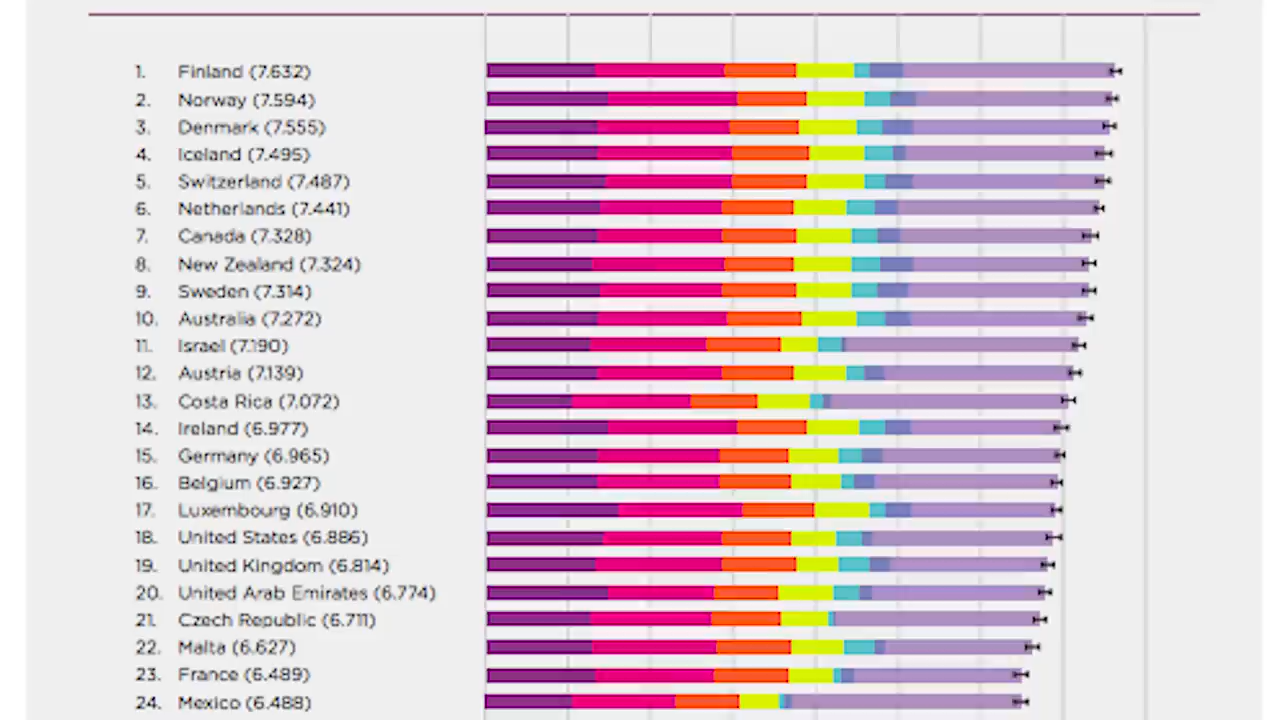 1. Finland (7.632)
2. Norway (7.594)
3. Denmark (7.555)
4. Iceland (7.495)
5. Switzerland (7.487)
6. Netherlands (7.441)
7. Canada (7.328)
8. New Zealand (7.324)
9. Sweden (7.314)
10. Australia (7.272)
11. Israel (7.190)
12. Austria (7.139)
13. Costa Rica (7.072)
14. Ireland (6.977)
15. Germany (6.965)
16. Belgium (6.927)
17. Luxembourg (6.910)
18. United States (6.886)
19. United Kingdom (6.814)
20. United Arab Emirates (6.774)
21. Czech Republic (6.711)
22. Malta (6.627)
23. France (6.489)
24. Mexico (6.488)